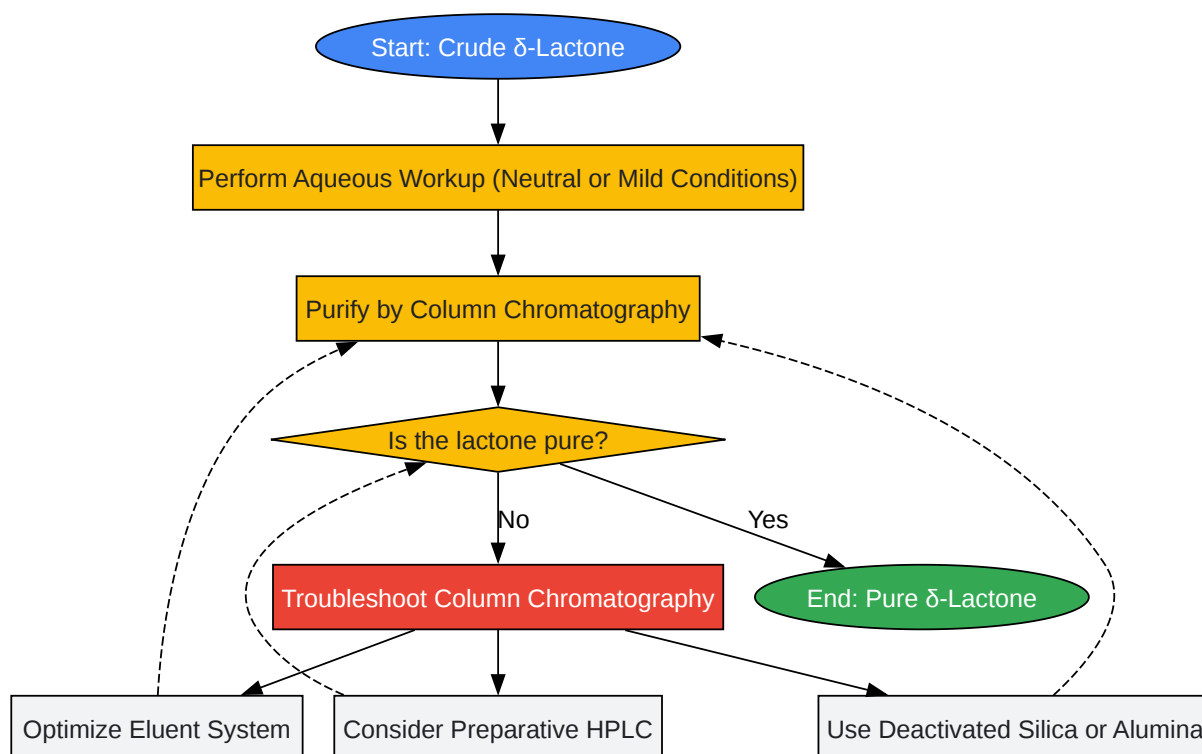 Start: Crude δ-Lactone
Perform Aqueous Workup (Neutral or Mild Conditions)
Purify by Column Chromatography
Is the lactone pure?
No
Yes
Troubleshoot Column Chromatography
End: Pure δ-Lactone
Optimize Eluent System
Consider Preparative HPLC
Use Deactivated Silica or Alumina